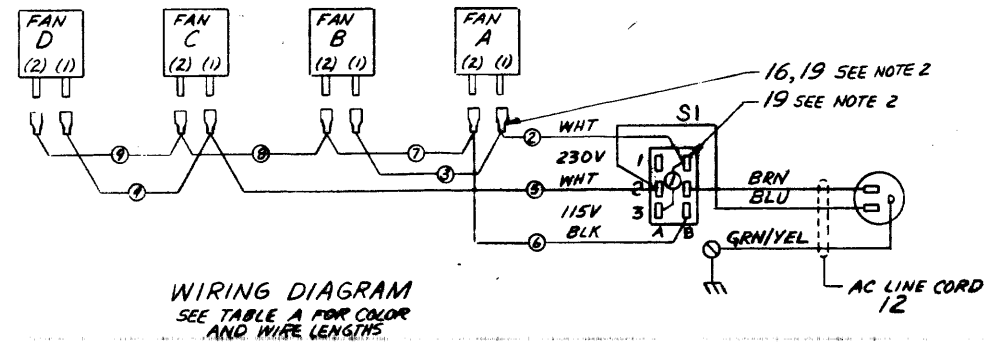 FAN D (2) (1)
FAN C (2) (1)
FAN B (2) (1)
FAN A (2) (1)
16, 19 SEE NOTE 2
19 SEE NOTE 2
2 WHT
S1
9
8
7
3
230V
4
5 WHT
115V
6 BLK
1
2
3
A B
BRN
BLU
GRN/YEL
AC LINE CORD
12
WIRING DIAGRAM
SEE TABLE A FOR COLOR
AND WIRE LENGTHS